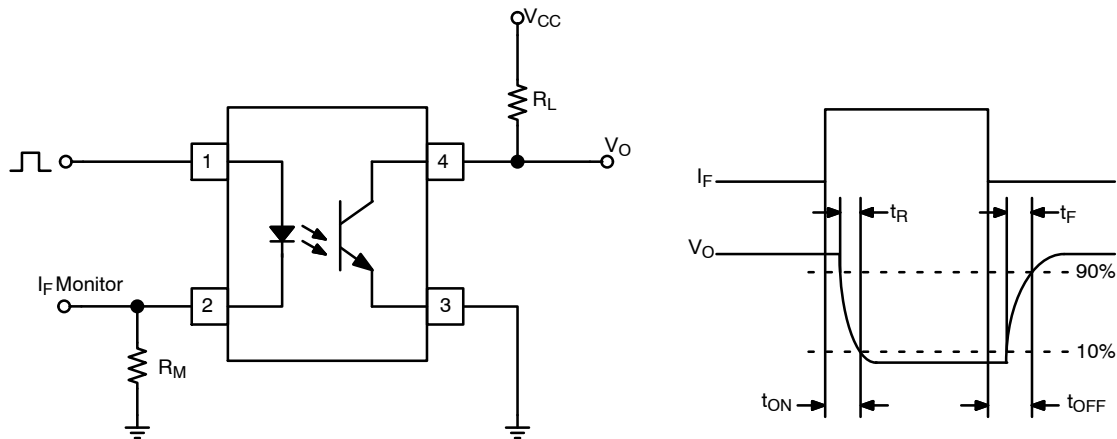 VCC
RL
VO
1
4
IF Monitor
2
3
RM
IF
tR
tF
VO
90%
10%
tON
tOFF